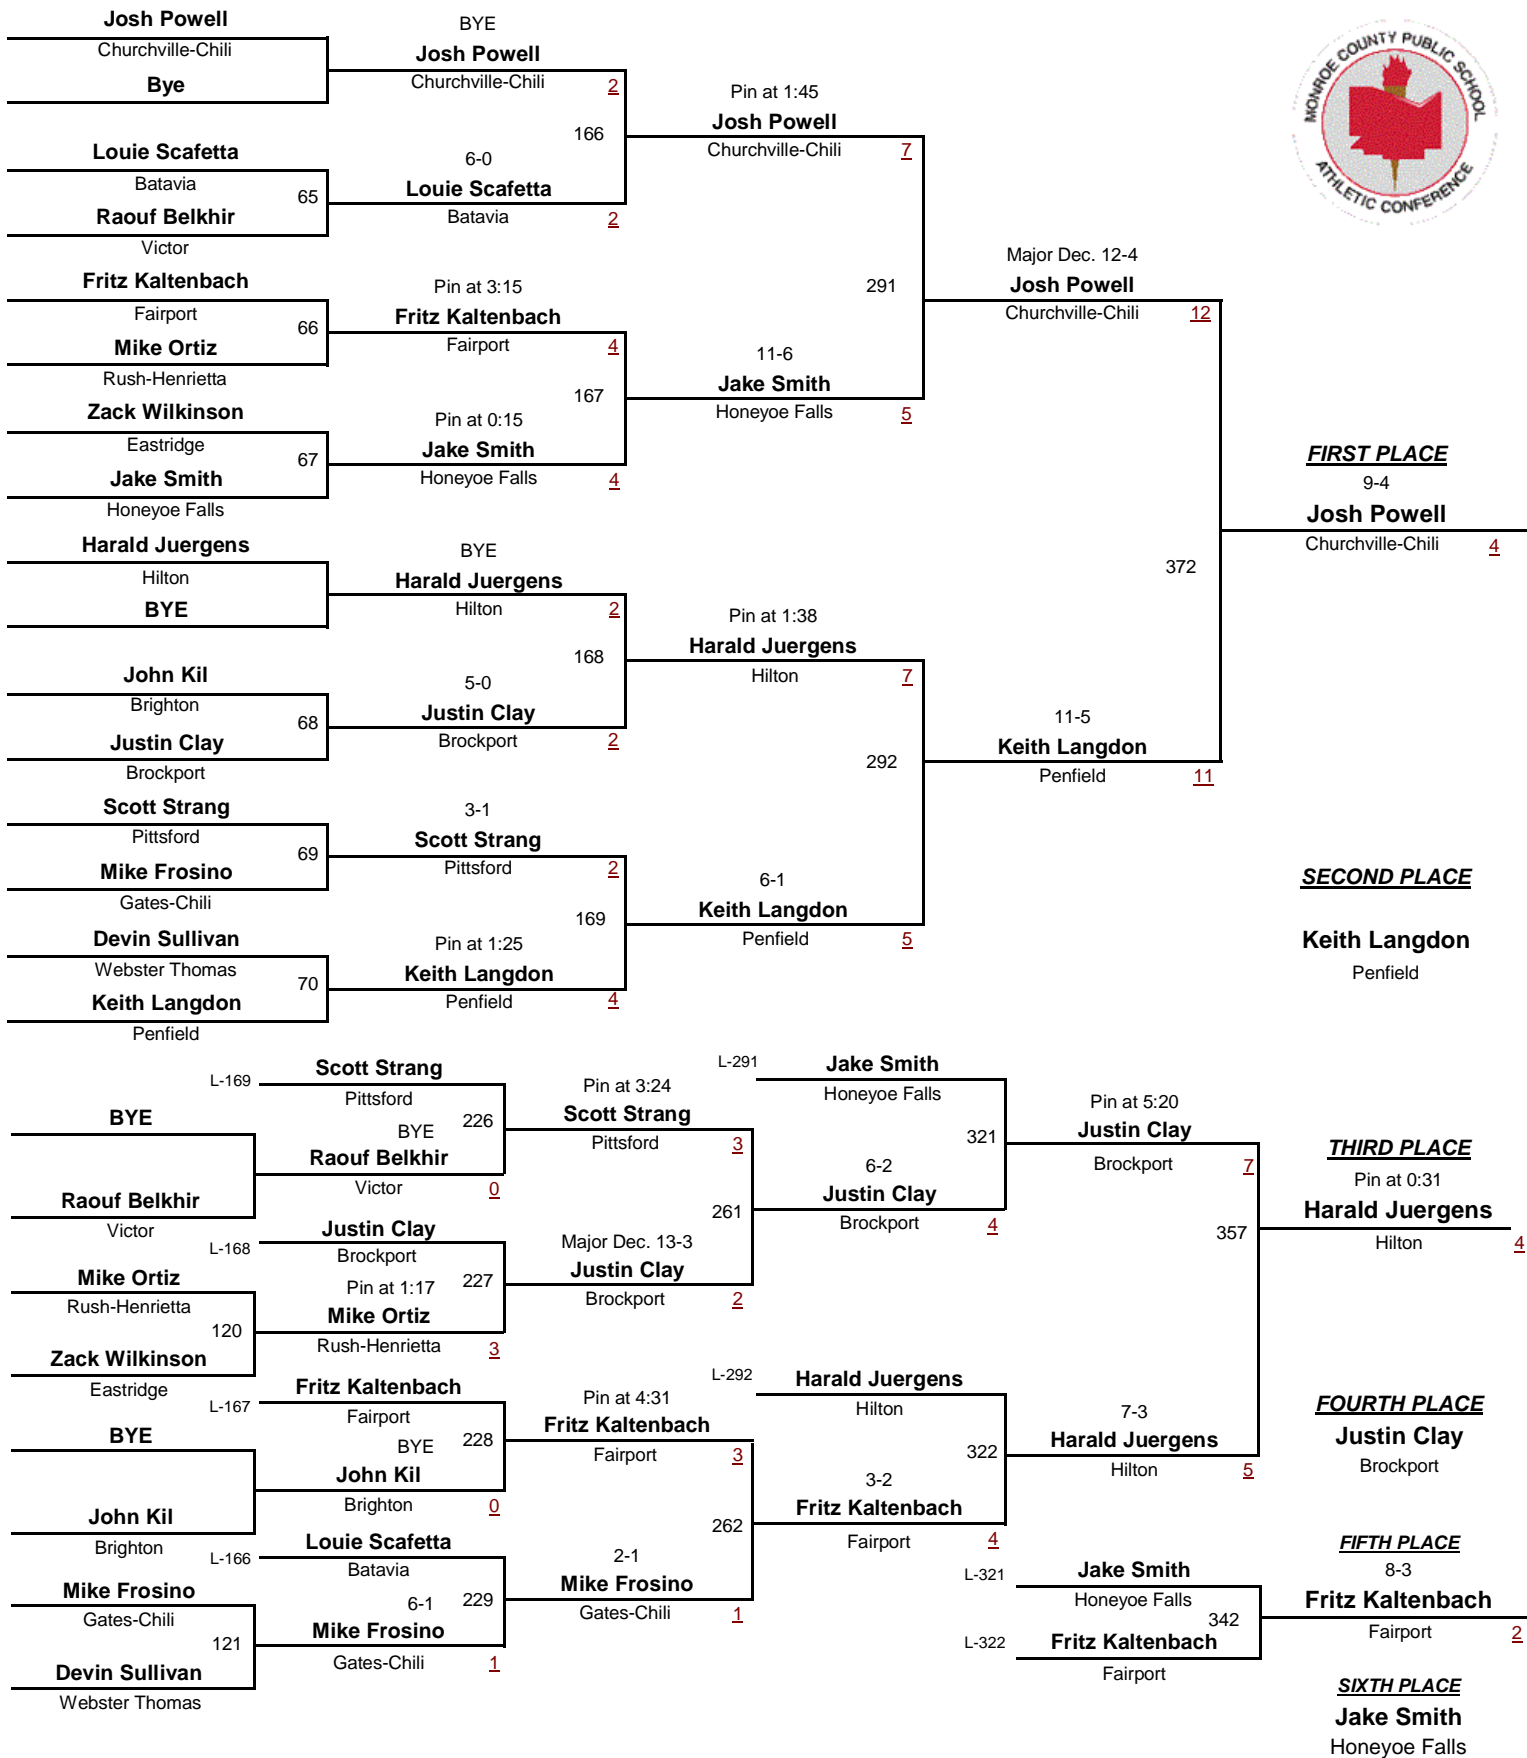 Josh Powell
Churchville-Chili
Bye
Louie Scafetta
Batavia
65
Raouf Belkhir
Victor
Fritz Kaltenbach
Fairport
66
Mike Ortiz
Rush-Henrietta
Zack Wilkinson
Eastridge
67
Jake Smith
Honeyoe Falls
Harald Juergens
Hilton
BYE
John Kil
Brighton
68
Justin Clay
Brockport
Scott Strang
Pittsford
69
Mike Frosino
Gates-Chili
Devin Sullivan
Webster Thomas
70
Keith Langdon
Penfield
BYE
Josh Powell
Churchville-Chili 2
166
6-0
Louie Scafetta
Batavia 2
Pin at 3:15
Fritz Kaltenbach
Fairport 4
167
Pin at 0:15
Jake Smith
Honeyoe Falls 4
BYE
Harald Juergens
Hilton 2
168
5-0
Justin Clay
Brockport 2
3-1
Scott Strang
Pittsford 2
169
Pin at 1:25
Keith Langdon
Penfield 4
Pin at 1:45
Josh Powell
Churchville-Chili 7
291
11-6
Jake Smith
Honeyoe Falls 5
Pin at 1:38
Harald Juergens
Hilton 7
292
6-1
Keith Langdon
Penfield 5
MONROE COUNTY PUBLIC SCHOOL
ATHLETIC CONFERENCE
Major Dec. 12-4
Josh Powell
Churchville-Chili 12
372
11-5
Keith Langdon
Penfield 11
FIRST PLACE
9-4
Josh Powell
Churchville-Chili 4
SECOND PLACE
Keith Langdon
Penfield
BYE
Raouf Belkhir
Victor
Mike Ortiz
Rush-Henrietta
120
Zack Wilkinson
Eastridge
BYE
John Kil
Brighton
Mike Frosino
Gates-Chili
121
Devin Sullivan
Webster Thomas
L-169
Scott Strang
Pittsford
226
BYE
Raouf Belkhir
Victor 0
L-168
Justin Clay
Brockport
227
Pin at 1:17
Mike Ortiz
Rush-Henrietta 3
L-167
Fritz Kaltenbach
Fairport
228
BYE
John Kil
Brighton 0
L-166
Louie Scafetta
Batavia
229
6-1
Mike Frosino
Gates-Chili 1
Pin at 3:24
Scott Strang
Pittsford 3
261
Major Dec. 13-3
Justin Clay
Brockport 2
Pin at 4:31
Fritz Kaltenbach
Fairport 3
262
2-1
Mike Frosino
Gates-Chili 1
L-291
Jake Smith
Honeyoe Falls
321
6-2
Justin Clay
Brockport 4
L-292
Harald Juergens
Hilton
322
3-2
Fritz Kaltenbach
Fairport 4
Pin at 5:20
Justin Clay
Brockport 7
357
7-3
Harald Juergens
Hilton 5
L-321
Jake Smith
Honeyoe Falls
342
L-322
Fritz Kaltenbach
Fairport
THIRD PLACE
Pin at 0:31
Harald Juergens
Hilton 4
FOURTH PLACE
Justin Clay
Brockport
FIFTH PLACE
8-3
Fritz Kaltenbach
Fairport 2
SIXTH PLACE
Jake Smith
Honeyoe Falls